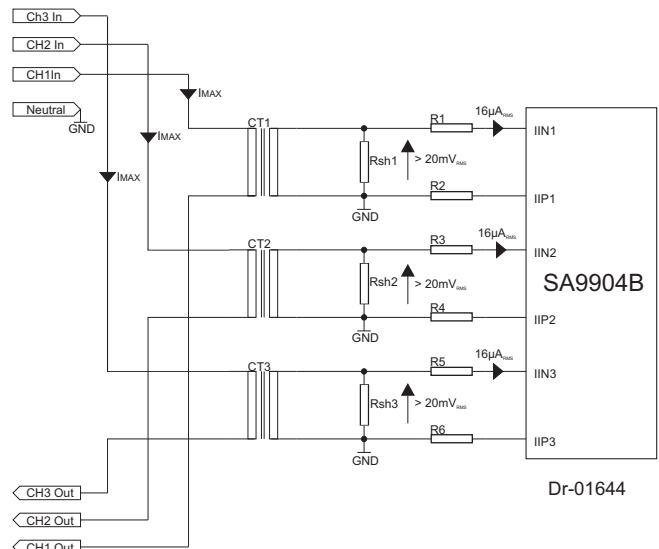 Ch3 In
CH2 In
CH1In
Neutral
GND
IMAX
IMAX
IMAX
CT1
Rsh1
> 20mVRMS
R1
16µARMS
R2
GND
IIN1
IIP1
CT2
Rsh2
> 20mVRMS
R3
16µARMS
R4
GND
IIN2
IIP2
SA9904B
CT3
Rsh3
> 20mVRMS
R5
16µARMS
R6
GND
IIN3
IIP3
Dr-01644
CH3 Out
CH2 Out
CH1 Out